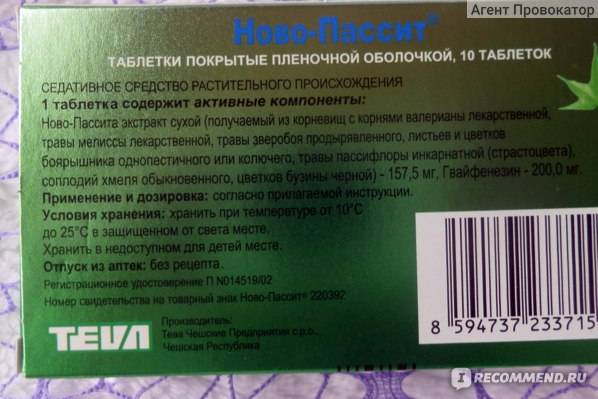 Агент Провокатор
Ново-Пассит®
ТАБЛЕТКИ ПОКРЫТЫЕ ПЛЕНОЧНОЙ ОБОЛОЧКОЙ, 10 ТАБЛЕТОК
СЕДАТИВНОЕ СРЕДСТВО РАСТИТЕЛЬНОГО ПРОИСХОЖДЕНИЯ
1 таблетка содержит активные компоненты:
Ново-Пассита экстракт сухой (получаемый из корневищ с корнями валерианы лекарственной,
травы мелиссы лекарственной, травы зверобоя продырявленного, листьев и цветков
боярышника однопестичного или колючего, травы пассифлоры инкарнатной (страстоцвета),
соплодий хмеля обыкновенного, цветков бузины черной) - 157,5 мг, Гвайфенезин - 200,0 мг.
Применение и дозировка: согласно прилагаемой инструкции.
Условия хранения: хранить при температуре от 10°С
до 25°С в защищенном от света месте.
Хранить в недоступном для детей месте.
Отпуск из аптек: без рецепта.
Регистрационное удостоверение П N014519/02
Номер свидетельства на товарный знак Ново-Пассит® 220392
8 594737 233715
TEVA
Производитель:
Тева Чешские Предприятия с.р.о.,
Чешская Республика
IRECOMMEND.RU